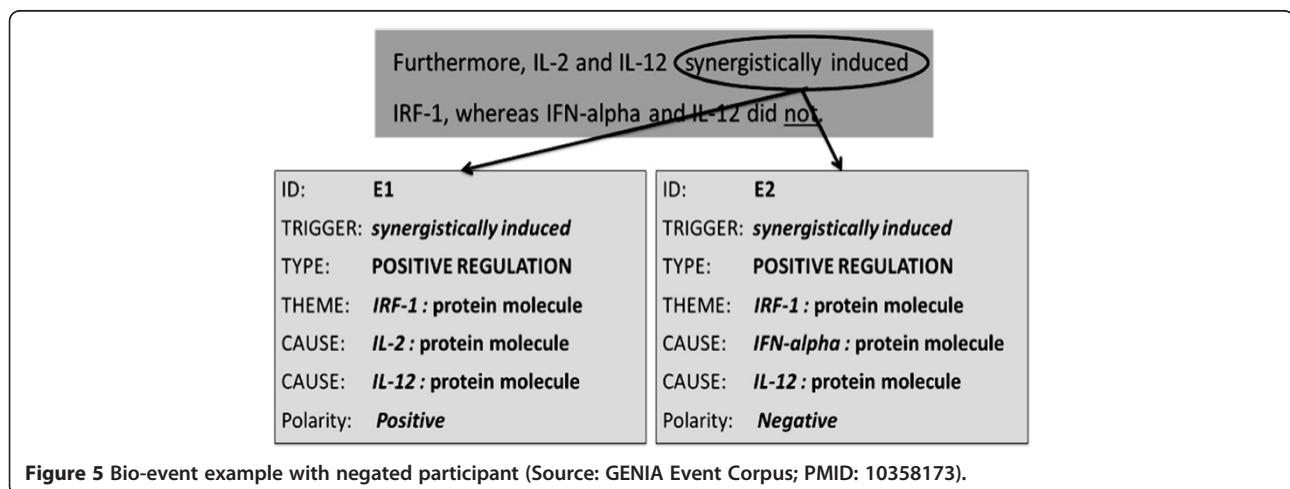 Furthermore, IL-2 and IL-12 synergistically induced
IRF-1, whereas IFN-alpha and IL-12 did not.
ID: E1
TRIGGER: synergistically induced
TYPE: POSITIVE REGULATION
THEME: IRF-1 : protein molecule
CAUSE: IL-2 : protein molecule
CAUSE: IL-12 : protein molecule
Polarity: Positive
ID: E2
TRIGGER: synergistically induced
TYPE: POSITIVE REGULATION
THEME: IRF-1 : protein molecule
CAUSE: IFN-alpha : protein molecule
CAUSE: IL-12 : protein molecule
Polarity: Negative
Figure 5 Bio-event example with negated participant (Source: GENIA Event Corpus; PMID: 10358173).